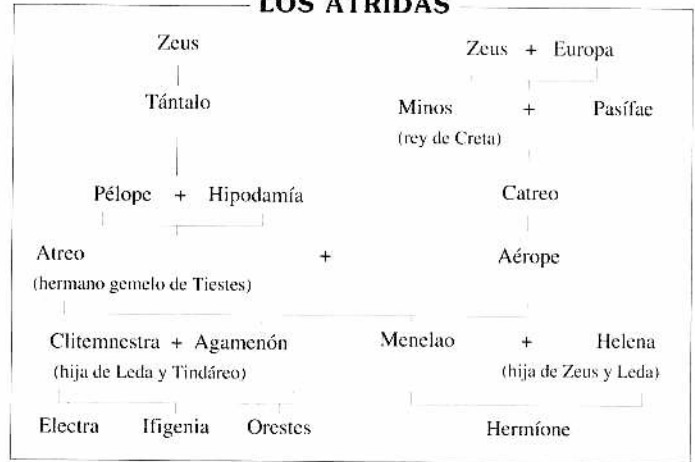 LOS ATRIDAS
Zeus Zeus + Europa
Tántalo Minos + Pasífae
(rey de Creta)
Pélope + Hipodamía Catreo
Atreo + Aérope
(hermano gemelo de Tiestes)
Clitemnestra + Agamenón Menelao + Helena
(hija de Leda y Tindáreo) (hija de Zeus y Leda)
Electra Ifigenia Orestes Hermíone